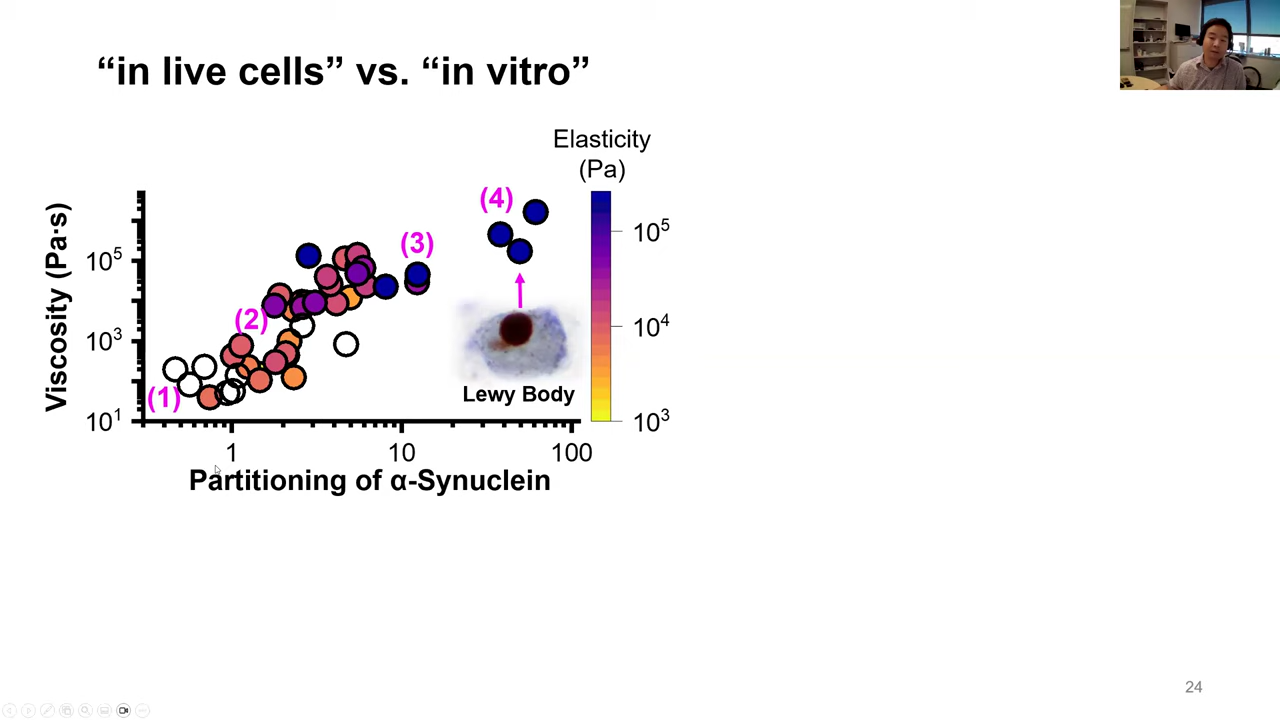 “in live cells” vs. “in vitro”
Elasticity
(Pa)
Viscosity (Pa·s)
10⁵
10³
10¹
(1)
(2)
(3)
(4)
Lewy Body
10⁵
10⁴
10³
1
10
100
Partitioning of α-Synuclein
24